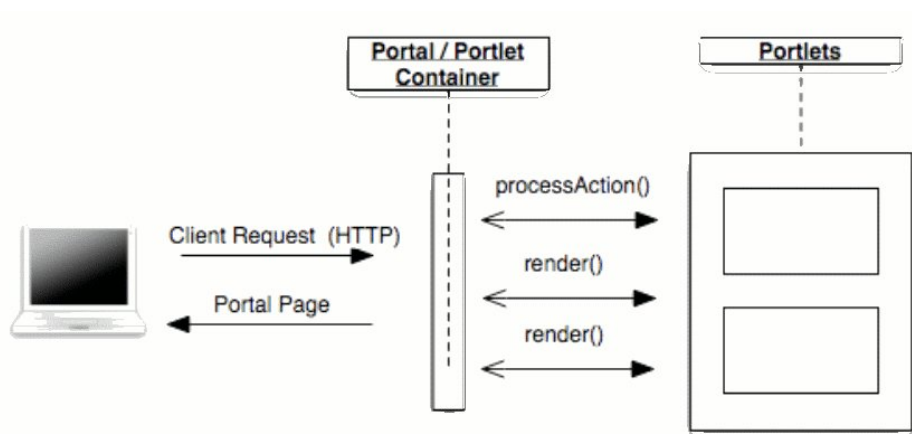 Portal / Portlet
Container
Portlets
processAction()
Client Request (HTTP)
render()
Portal Page
render()